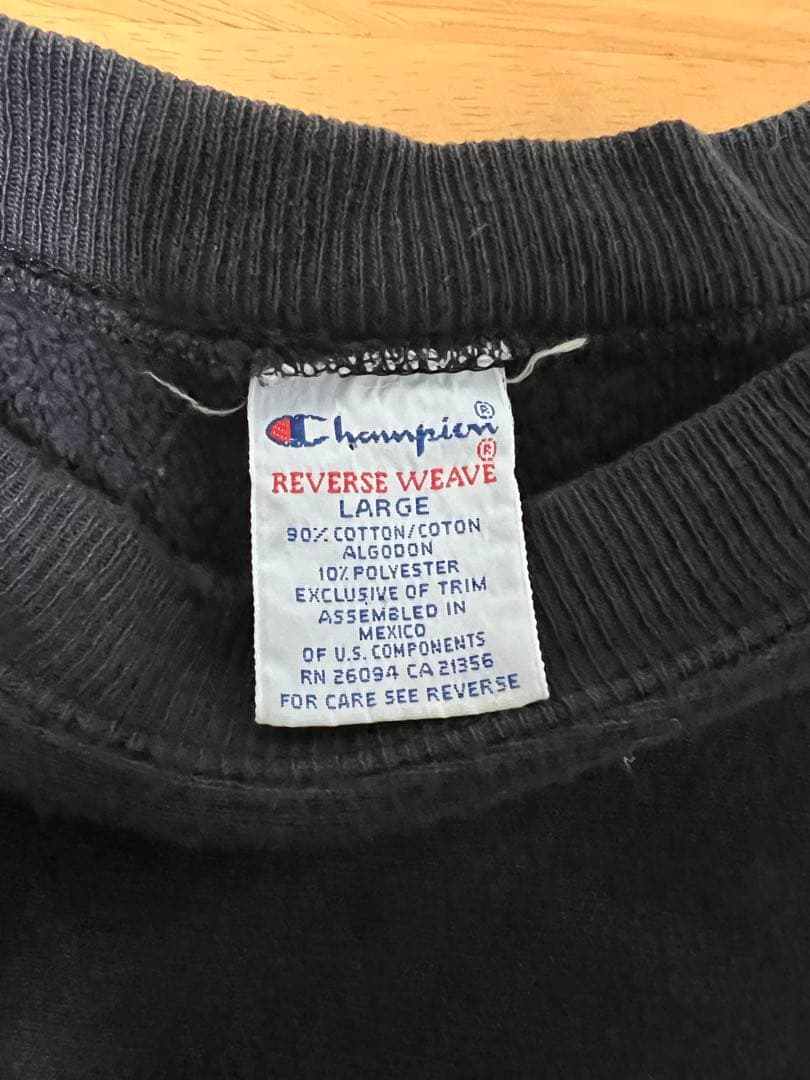 Champion®
REVERSE WEAVE®
LARGE
90% COTTON/COTON
ALGODON
10% POLYESTER
EXCLUSIVE OF TRIM
ASSEMBLED IN
MEXICO
OF U.S. COMPONENTS
RN 26094 CA 21356
FOR CARE SEE REVERSE